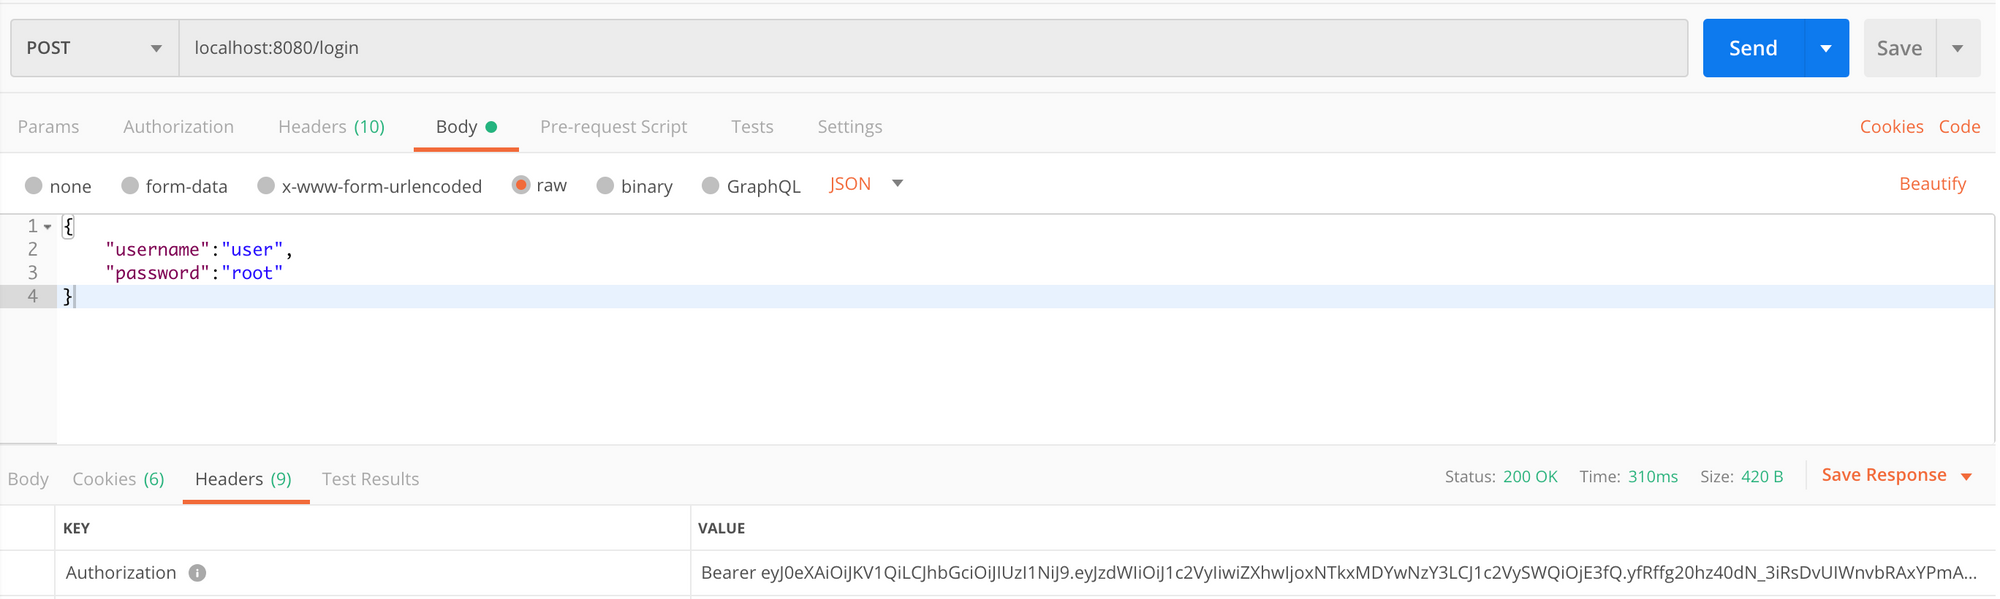 POST localhost:8080/login Send Save
Params Authorization Headers (10) Body Pre-request Script Tests Settings Cookies Code
none form-data x-www-form-urlencoded raw binary GraphQL JSON Beautify
1 {
2 "username":"user",
3 "password":"root"
4 }
Body Cookies (6) Headers (9) Test Results Status: 200 OK Time: 310ms Size: 420 B Save Response
KEY VALUE
Authorization i Bearer eyJ0eXAiOiJKV1QiLCJhbGciOiJIUzI1NiJ9.eyJzdWIiOiJ1c2VyIiwiZXhwIjoxNTkxMDYwNzY3LCJ1c2VySWQiOjE3fQ.yfRffg20hz40dN_3iRsDvUIWnvbRAxYPmA...